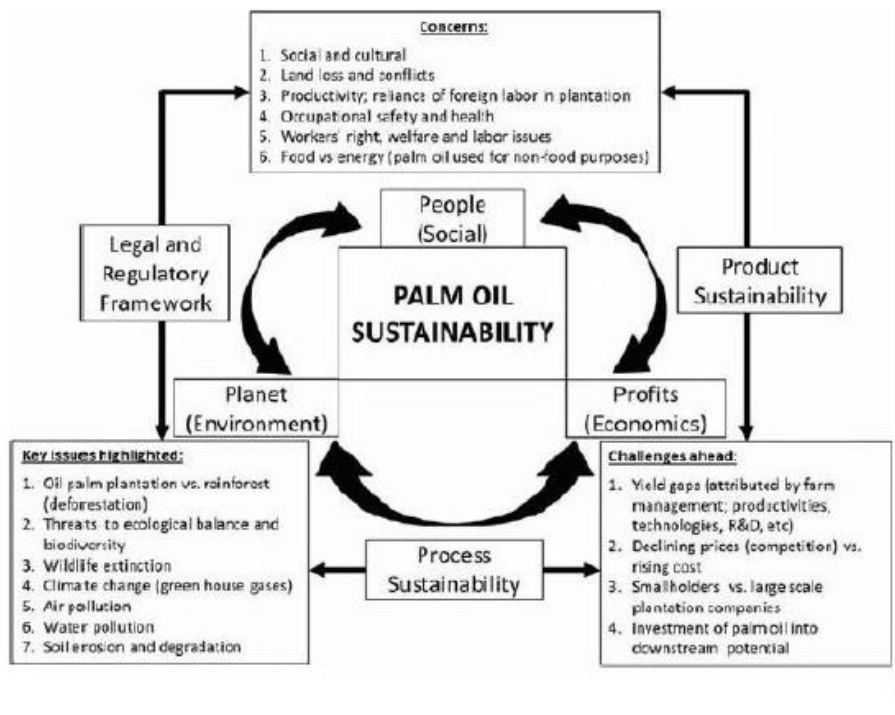 Concerns:
1. Social and cultural
2. Land loss and conflicts
3. Productivity; reliance of foreign labor in plantation
4. Occupational safety and health
5. Workers' right, welfare and labor issues
6. Food vs energy (palm oil used for non-food purposes)
People
(Social)
Legal and
Regulatory
Framework
PALM OIL
SUSTAINABILITY
Product
Sustainability
Planet
(Environment)
Profits
(Economics)
Key issues highlighted:
1. Oil palm plantation vs. rainforest
(deforestation)
2. Threats to ecological balance and
biodiversity
3. Wildlife extinction
4. Climate change (green house gases)
5. Air pollution
6. Water pollution
7. Soil erosion and degradation
Process
Sustainability
Challenges ahead:
1. Yield gaps (attributed by farm
management; productivities,
technologies, R&D, etc)
2. Declining prices (competition) vs.
rising cost
3. Smallholders vs. large scale
plantation companies
4. Investment of palm oil into
downstream potential